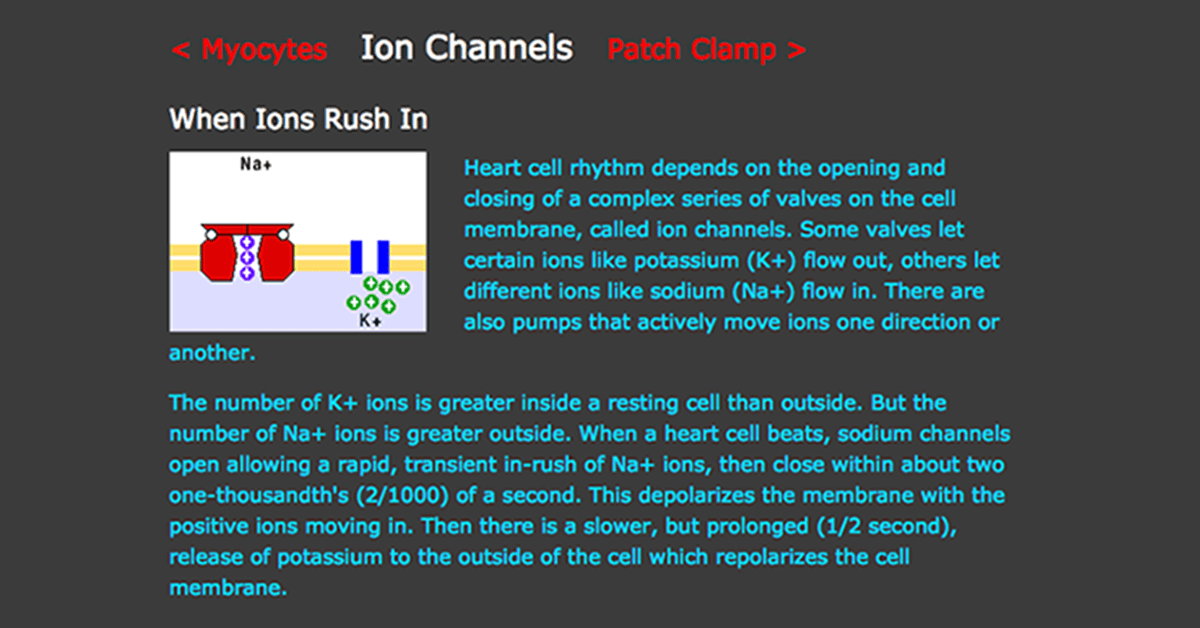 < Myocytes Ion Channels Patch Clamp >
When Ions Rush In
Na+
K+
Heart cell rhythm depends on the opening and
closing of a complex series of valves on the cell
membrane, called ion channels. Some valves let
certain ions like potassium (K+) flow out, others let
different ions like sodium (Na+) flow in. There are
also pumps that actively move ions one direction or
another.
The number of K+ ions is greater inside a resting cell than outside. But the
number of Na+ ions is greater outside. When a heart cell beats, sodium channels
open allowing a rapid, transient in-rush of Na+ ions, then close within about two
one-thousandth's (2/1000) of a second. This depolarizes the membrane with the
positive ions moving in. Then there is a slower, but prolonged (1/2 second),
release of potassium to the outside of the cell which repolarizes the cell
membrane.